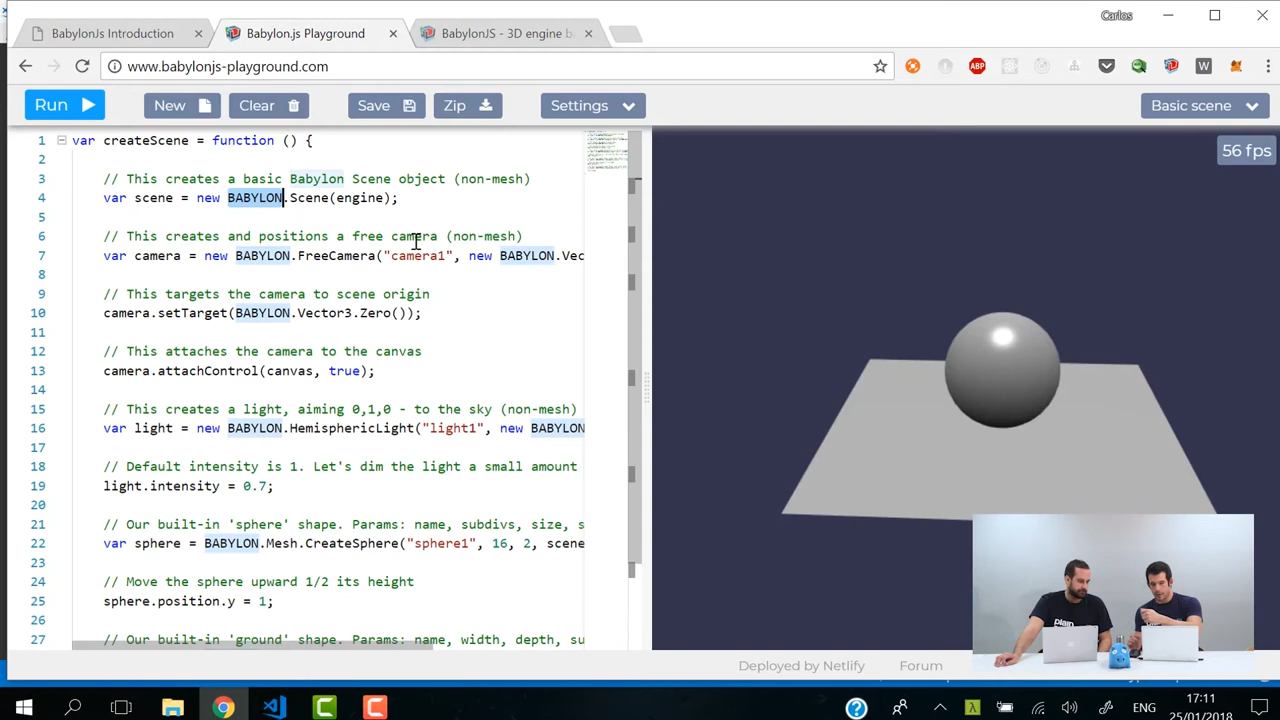 Carlos
BabylonJs Introduction
Babylon.js Playground
BabylonJS - 3D engine b
www.babylonjs-playground.com
ABP
W
Run
New
Clear
Save
Zip
Settings
Basic scene
56 fps
1 var createScene = function () {
2
3 // This creates a basic Babylon Scene object (non-mesh)
4 var scene = new BABYLON.Scene(engine);
5
6 // This creates and positions a free camera (non-mesh)
7 var camera = new BABYLON.FreeCamera("camera1", new BABYLON.Vec
8
9 // This targets the camera to scene origin
10 camera.setTarget(BABYLON.Vector3.Zero());
11
12 // This attaches the camera to the canvas
13 camera.attachControl(canvas, true);
14
15 // This creates a light, aiming 0,1,0 - to the sky (non-mesh)
16 var light = new BABYLON.HemisphericLight("light1", new BABYLON
17
18 // Default intensity is 1. Let's dim the light a small amount
19 light.intensity = 0.7;
20
21 // Our built-in 'sphere' shape. Params: name, subdivs, size, s
22 var sphere = BABYLON.Mesh.CreateSphere("sphere1", 16, 2, scene
23
24 // Move the sphere upward 1/2 its height
25 sphere.position.y = 1;
26
27 // Our built-in 'ground' shape. Params: name, width, depth, su
plain
Deployed by Netlify
Forum
ENG
17:11
25/01/2018